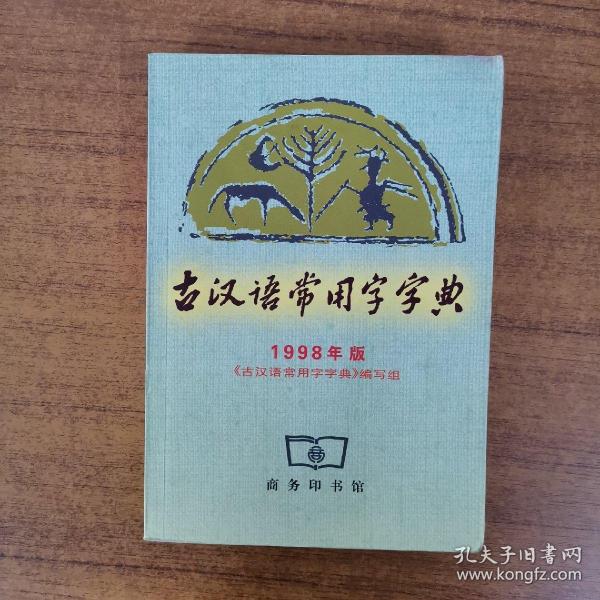 古汉语常用字字典
1998年版
《古汉语常用字字典》编写组
商务印书馆
孔夫子旧书网
www.kongfz.com